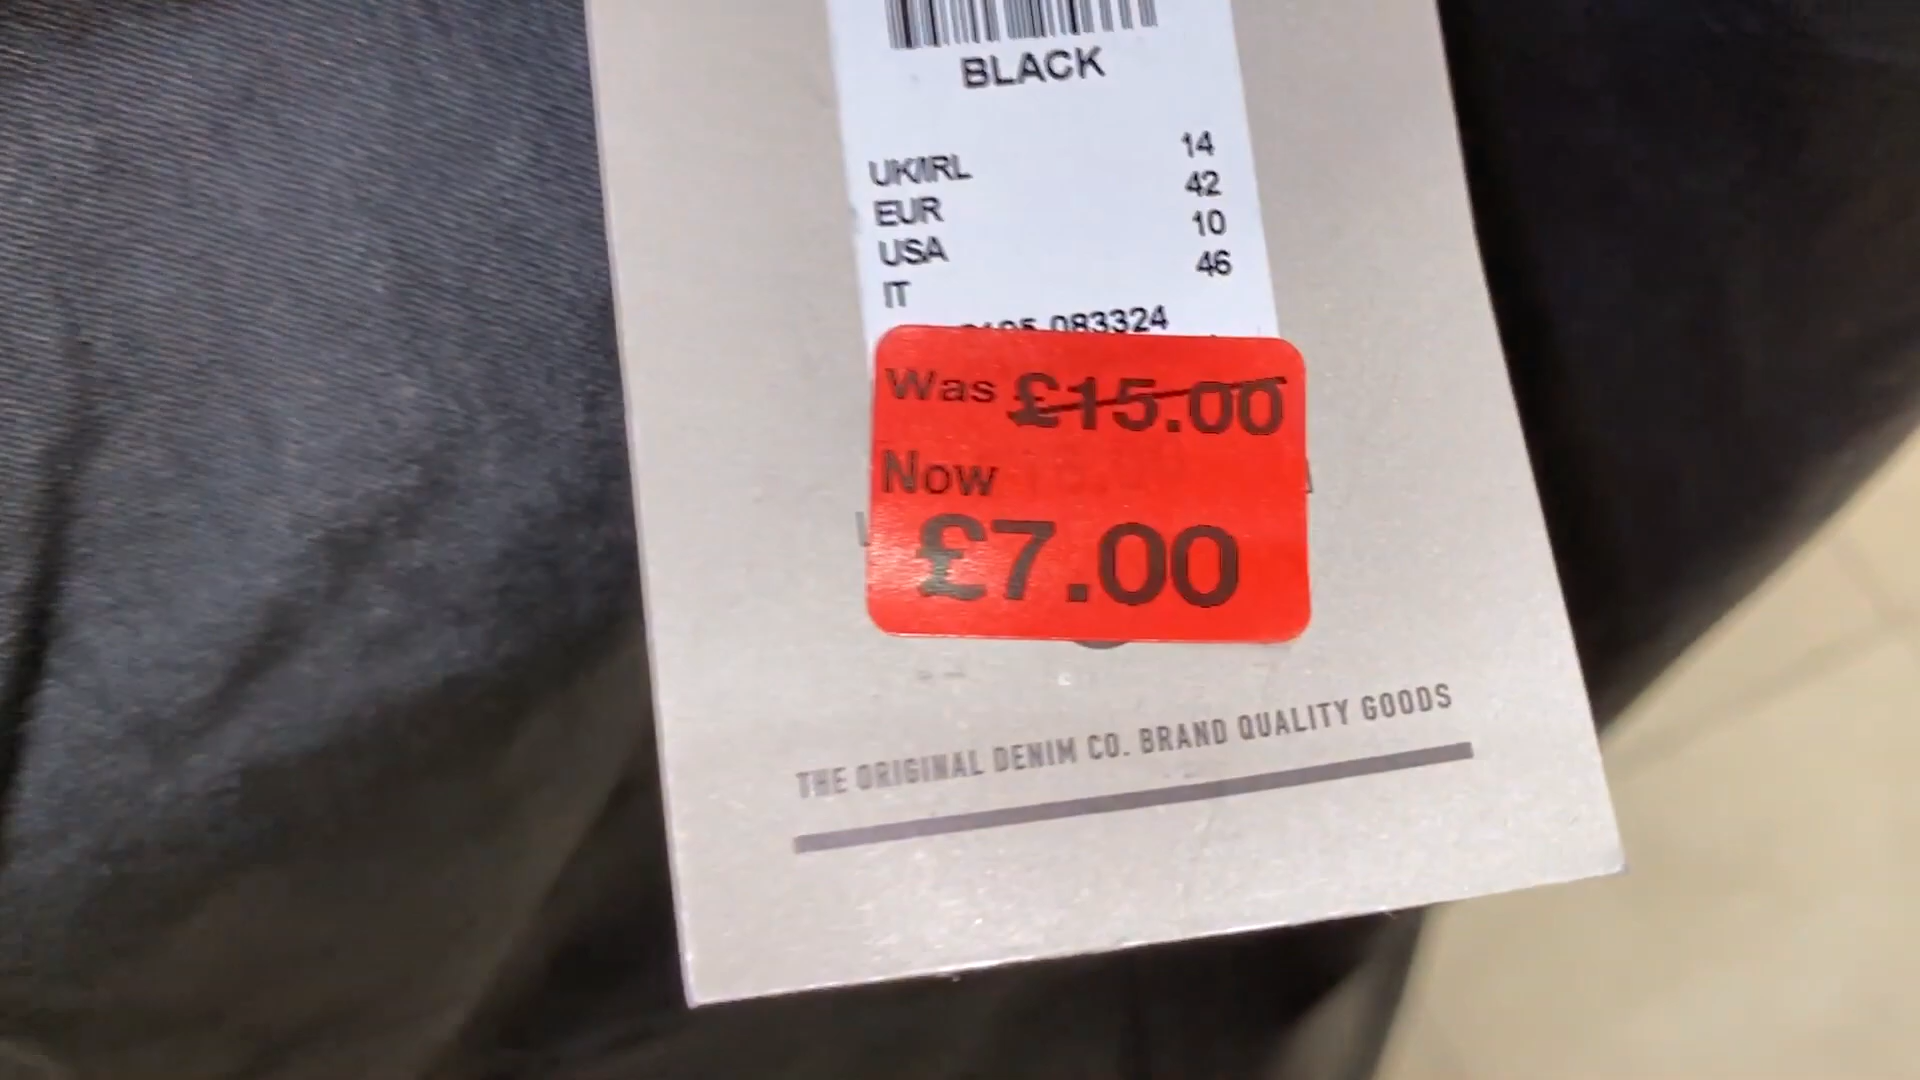 BLACK
UK/IRL 14
EUR 42
USA 10
IT 46
083324
Was £15.00
Now
£7.00
THE ORIGINAL DENIM CO. BRAND QUALITY GOODS